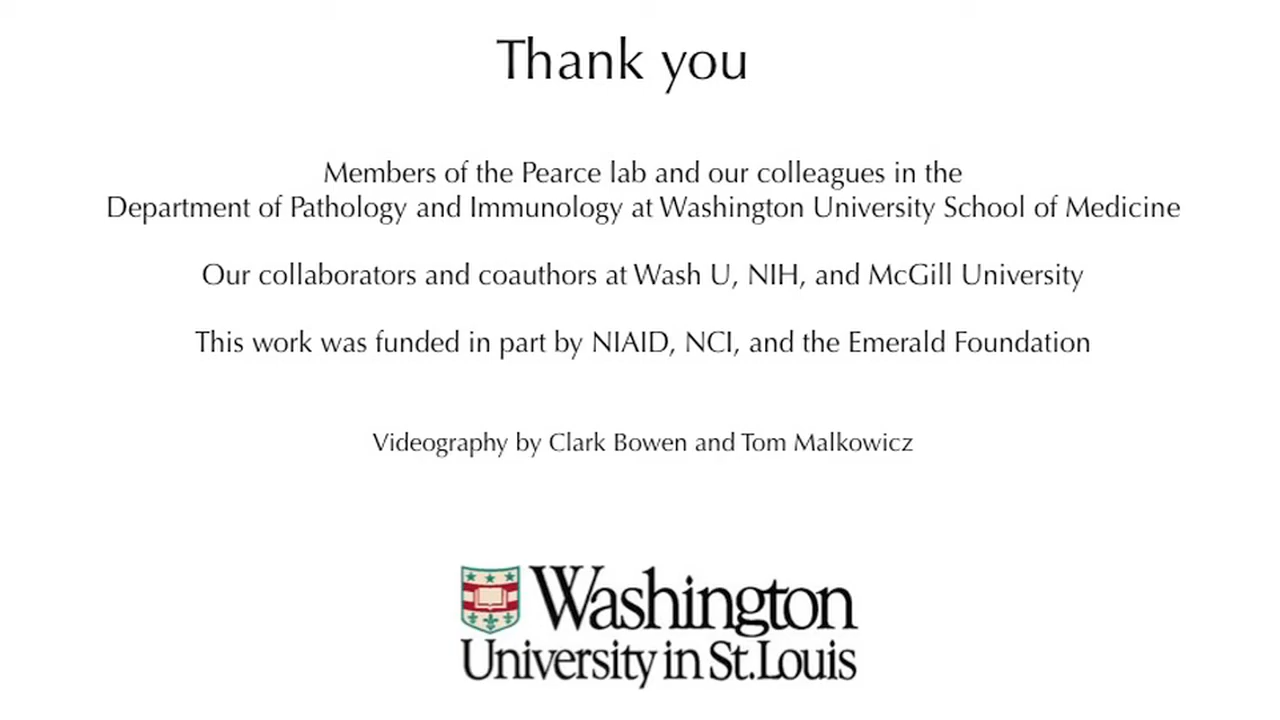 Thank you
Members of the Pearce lab and our colleagues in the
Department of Pathology and Immunology at Washington University School of Medicine
Our collaborators and coauthors at Wash U, NIH, and McGill University
This work was funded in part by NIAID, NCI, and the Emerald Foundation
Videography by Clark Bowen and Tom Malkowicz
Washington
University in St.Louis